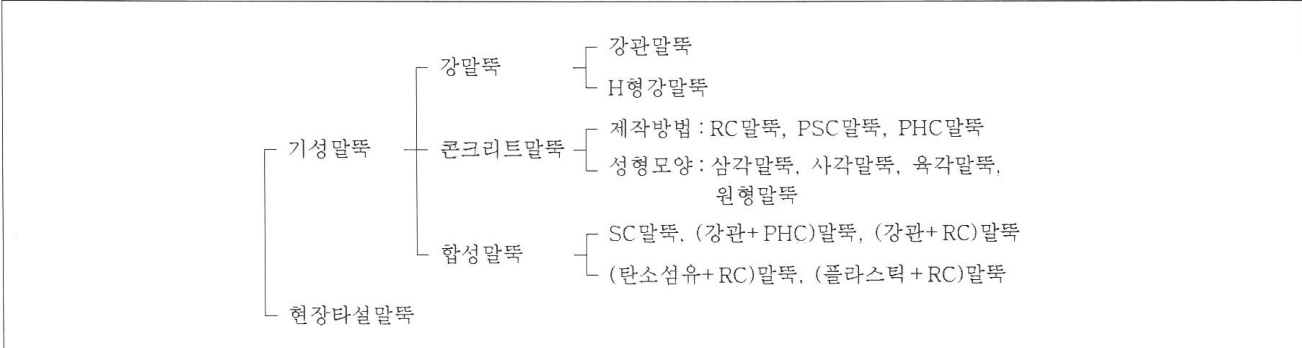 강관말뚝
강말뚝
H형강말뚝
제작방법 : RC말뚝, PSC말뚝, PHC말뚝
기성말뚝
콘크리트말뚝
성형모양 : 삼각말뚝, 사각말뚝, 육각말뚝,
원형말뚝
SC말뚝, (강관+PHC)말뚝, (강관+RC)말뚝
합성말뚝
(탄소섬유+RC)말뚝, (플라스틱+RC)말뚝
현장타설말뚝